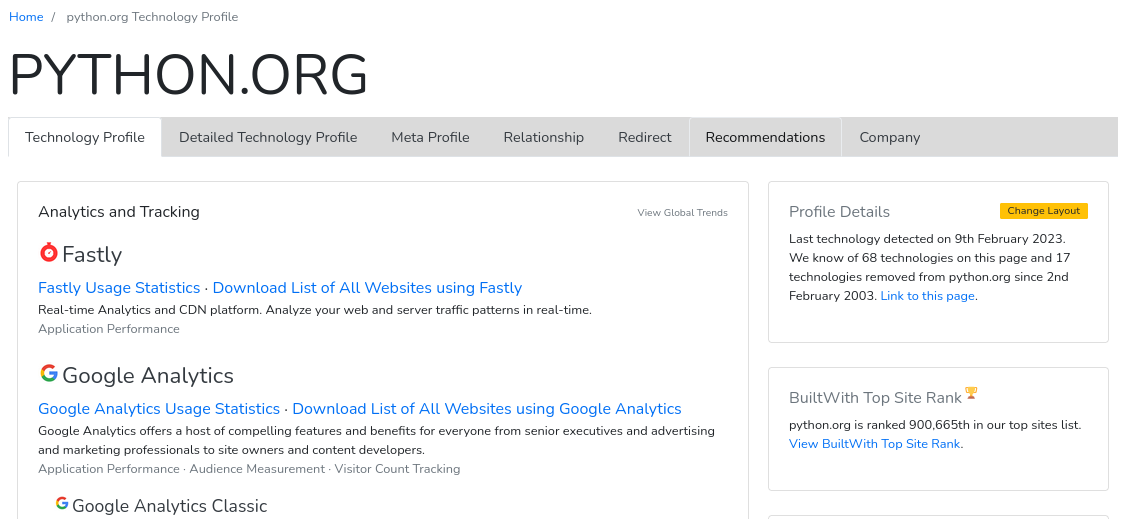 Home / python.org Technology Profile
PYTHON.ORG
Technology Profile Detailed Technology Profile Meta Profile Relationship Redirect Recommendations Company
Analytics and Tracking View Global Trends
Fastly
Fastly Usage Statistics · Download List of All Websites using Fastly
Real-time Analytics and CDN platform. Analyze your web and server traffic patterns in real-time.
Application Performance
Google Analytics
Google Analytics Usage Statistics · Download List of All Websites using Google Analytics
Google Analytics offers a host of compelling features and benefits for everyone from senior executives and advertising
and marketing professionals to site owners and content developers.
Application Performance · Audience Measurement · Visitor Count Tracking
Google Analytics Classic
Profile Details Change Layout
Last technology detected on 9th February 2023.
We know of 68 technologies on this page and 17
technologies removed from python.org since 2nd
February 2003. Link to this page.
BuiltWith Top Site Rank
python.org is ranked 900,665th in our top sites list.
View BuiltWith Top Site Rank.